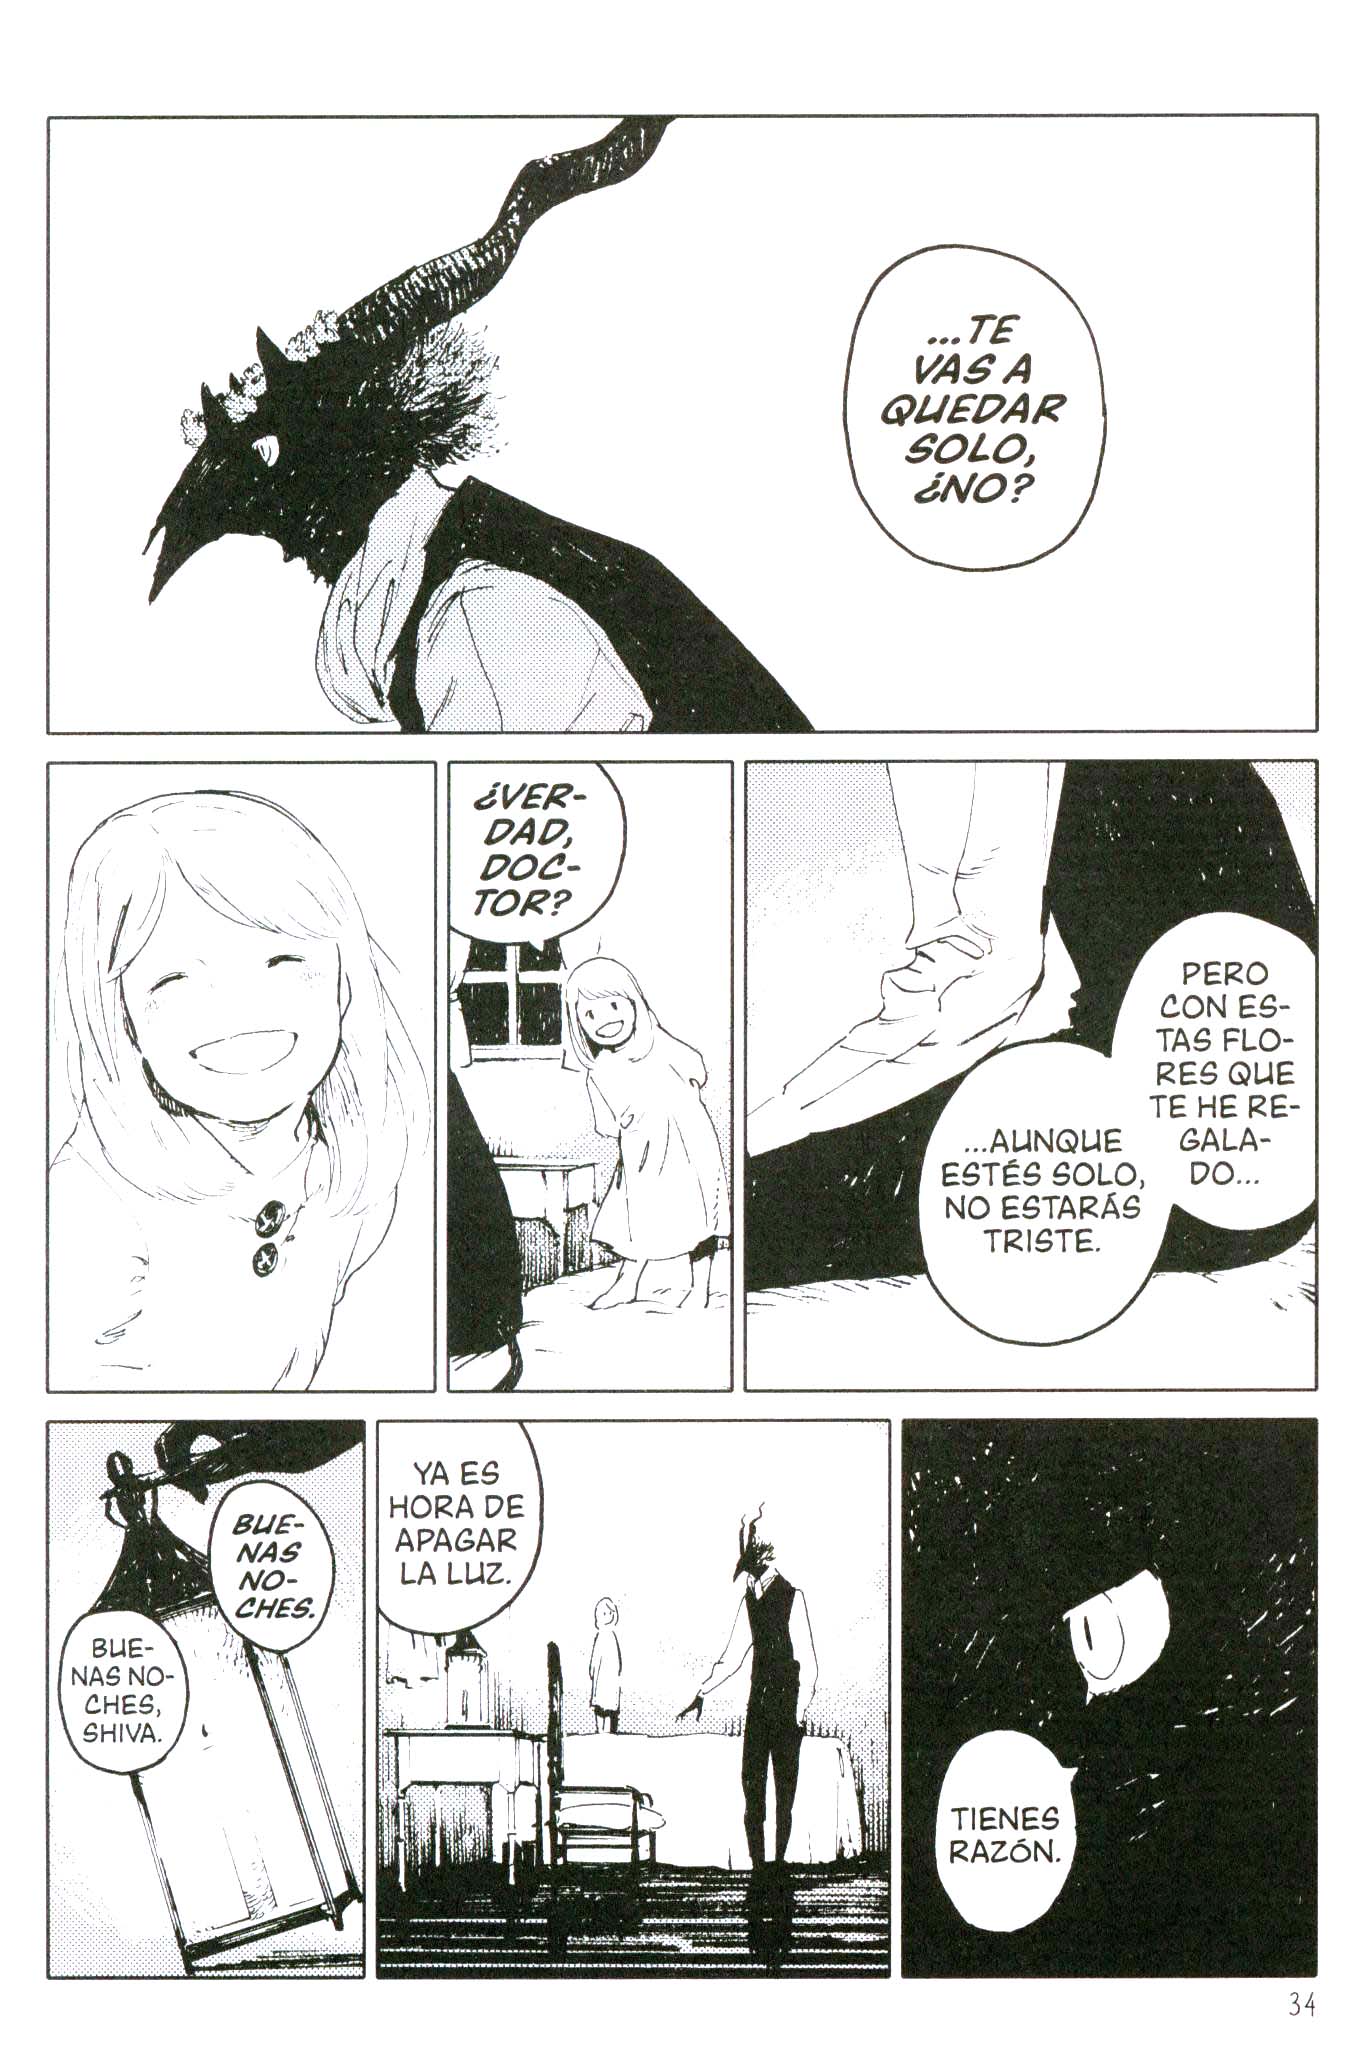 ...TE
VAS A
QUEDAR
SOLO,
¿NO?
PERO
CON ES-
TAS FLO-
RES QUE
TE HE RE-
GALA-
DO...
...AUNQUE
ESTÉS SOLO,
NO ESTARÁS
TRISTE.
¿VER-
DAD,
DOC-
TOR?
TIENES
RAZÓN.
YA ES
HORA DE
APAGAR
LA LUZ.
BUE-
NAS
NO-
CHES.
BUE-
NAS NO-
CHES,
SHIVA.
34